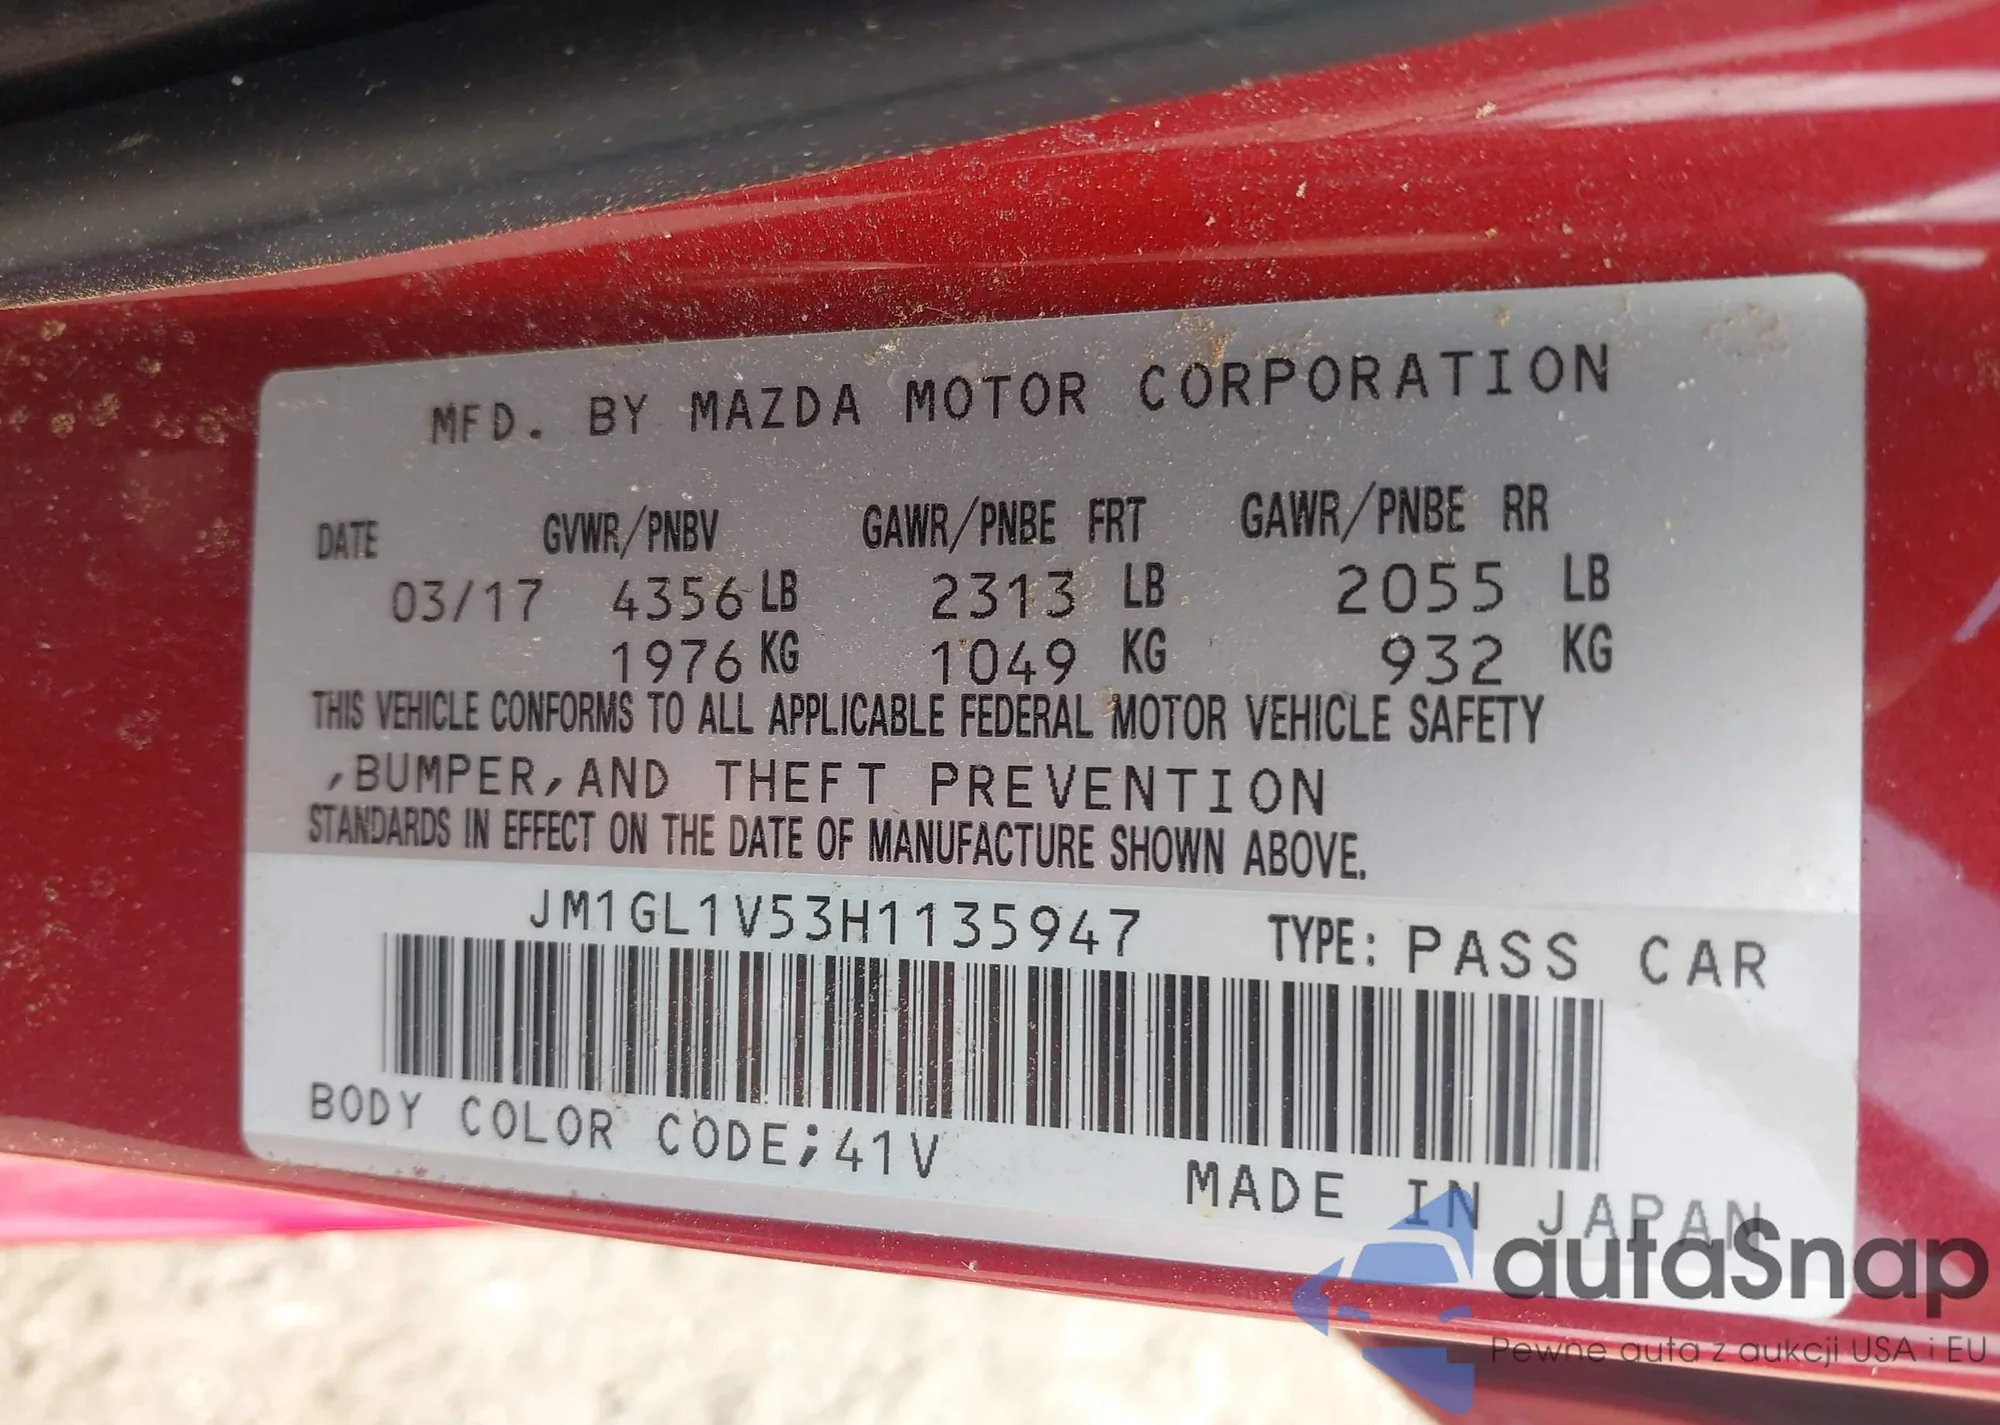 MFD. BY MAZDA MOTOR CORPORATION
DATE GVWR/PNBV GAWR/PNBE FRT GAWR/PNBE RR
03/17 4356 LB 2313 LB 2055 LB
1976 KG 1049 KG 932 KG
THIS VEHICLE CONFORMS TO ALL APPLICABLE FEDERAL MOTOR VEHICLE SAFETY
,BUMPER,AND THEFT PREVENTION
STANDARDS IN EFFECT ON THE DATE OF MANUFACTURE SHOWN ABOVE.
JM1GL1V53H1135947 TYPE: PASS CAR
BODY COLOR CODE;41V
MADE IN JAPAN
autaSnap
Pewne auta z aukcji USA i EU